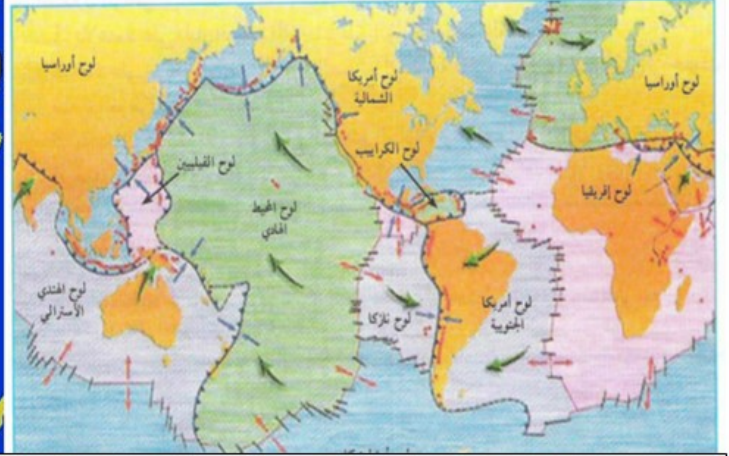 لوح أوراسيا
لوح أمريكا
الشمالية
لوح أوراسيا
لوح الكراييب
لوح الفيليبين
لوح إفريقيا
لوح المحيط
الهادي
لوح الهندي
الأسترالي
لوح نازكا
لوح أمريكا
الجنوبية